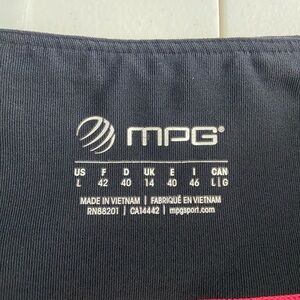 MPG®
US F D UK E I CAN
L 42 40 14 40 46 L|G
MADE IN VIETNAM | FABRIQUÉ EN VIETNAM
RN88201 | CA14442 | mpgsport.com